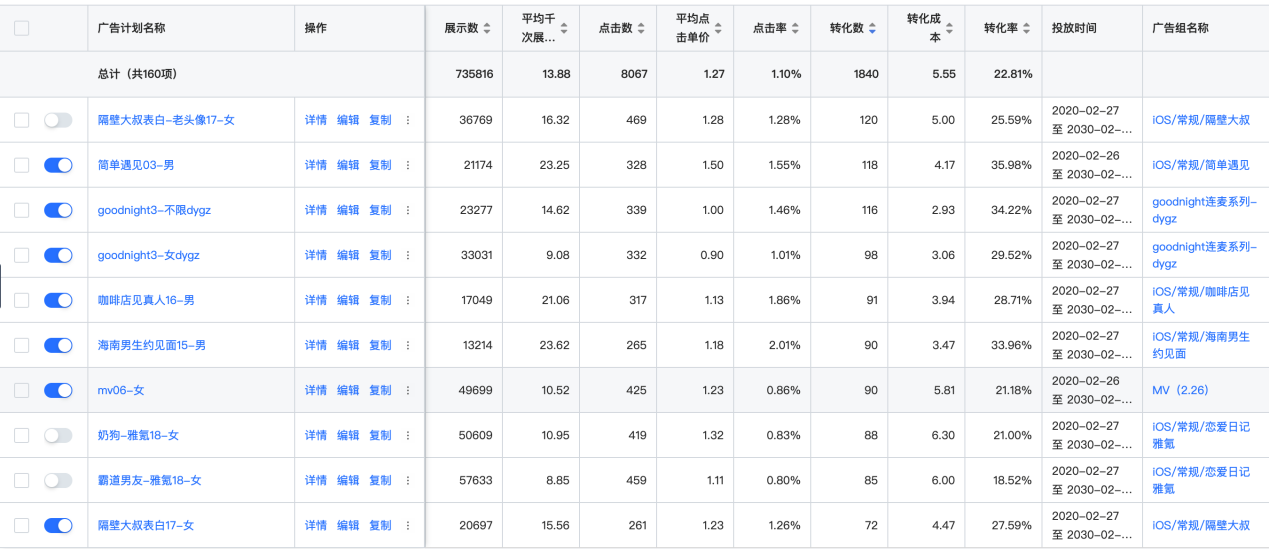 广告计划名称 操作 展示数 平均千次展... 点击数 平均点击单价 点击率 转化数 转化成本 转化率 投放时间 广告组名称
总计（共160项） 735816 13.88 8067 1.27 1.10% 1840 5.55 22.81%
隔壁大叔表白-老头像17-女 详情 编辑 复制 36769 16.32 469 1.28 1.28% 120 5.00 25.59% 2020-02-27 至 2030-02-... iOS/常规/隔壁大叔
简单遇见03-男 详情 编辑 复制 21174 23.25 328 1.50 1.55% 118 4.17 35.98% 2020-02-26 至 2030-02-... iOS/常规/简单遇见
goodnight3-不限dygz 详情 编辑 复制 23277 14.62 339 1.00 1.46% 116 2.93 34.22% 2020-02-27 至 2030-02-... goodnight连麦系列-dygz
goodnight3-女dygz 详情 编辑 复制 33031 9.08 332 0.90 1.01% 98 3.06 29.52% 2020-02-27 至 2030-02-... goodnight连麦系列-dygz
咖啡店见真人16-男 详情 编辑 复制 17049 21.06 317 1.13 1.86% 91 3.94 28.71% 2020-02-27 至 2030-02-... iOS/常规/咖啡店见真人
海南男生约见面15-男 详情 编辑 复制 13214 23.62 265 1.18 2.01% 90 3.47 33.96% 2020-02-27 至 2030-02-... iOS/常规/海南男生约见面
mv06-女 详情 编辑 复制 49699 10.52 425 1.23 0.86% 90 5.81 21.18% 2020-02-26 至 2030-02-... MV（2.26）
奶狗-雅氪18-女 详情 编辑 复制 50609 10.95 419 1.32 0.83% 88 6.30 21.00% 2020-02-27 至 2030-02-... iOS/常规/恋爱日记雅氪
霸道男友-雅氪18-女 详情 编辑 复制 57633 8.85 459 1.11 0.80% 85 6.00 18.52% 2020-02-27 至 2030-02-... iOS/常规/恋爱日记雅氪
隔壁大叔表白17-女 详情 编辑 复制 20697 15.56 261 1.23 1.26% 72 4.47 27.59% 2020-02-27 至 2030-02-... iOS/常规/隔壁大叔